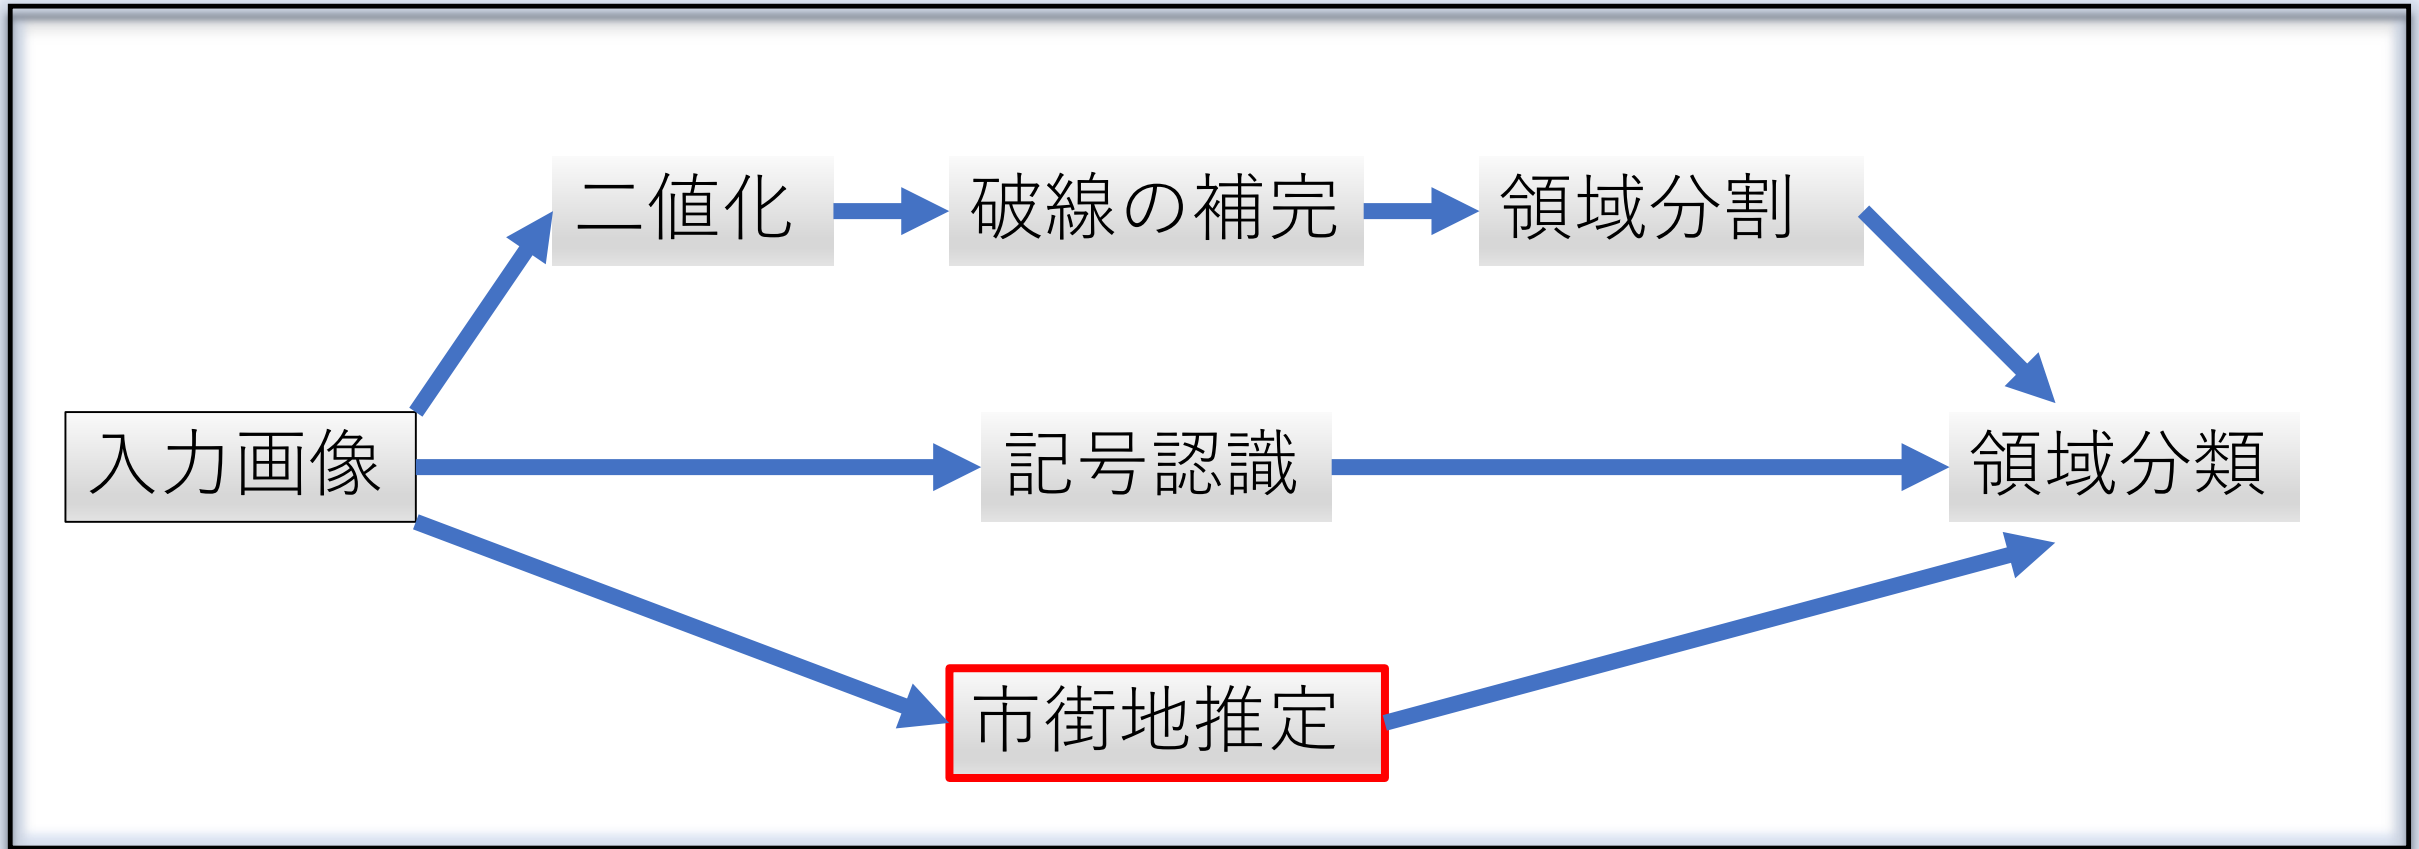 二値化
破線の補完
領域分割
入力画像
記号認識
領域分類
市街地推定